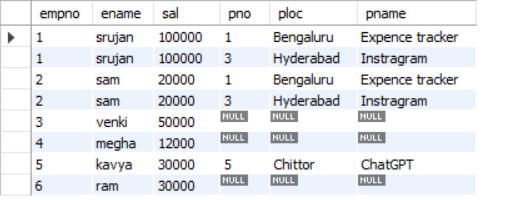 empno ename sal pno ploc pname
1 srujan 100000 1 Bengaluru Expence tracker
1 srujan 100000 3 Hyderabad Instragram
2 sam 20000 1 Bengaluru Expence tracker
2 sam 20000 3 Hyderabad Instragram
3 venki 50000 NULL NULL NULL
4 megha 12000 NULL NULL NULL
5 kavya 30000 5 Chittor ChatGPT
6 ram 30000 NULL NULL NULL